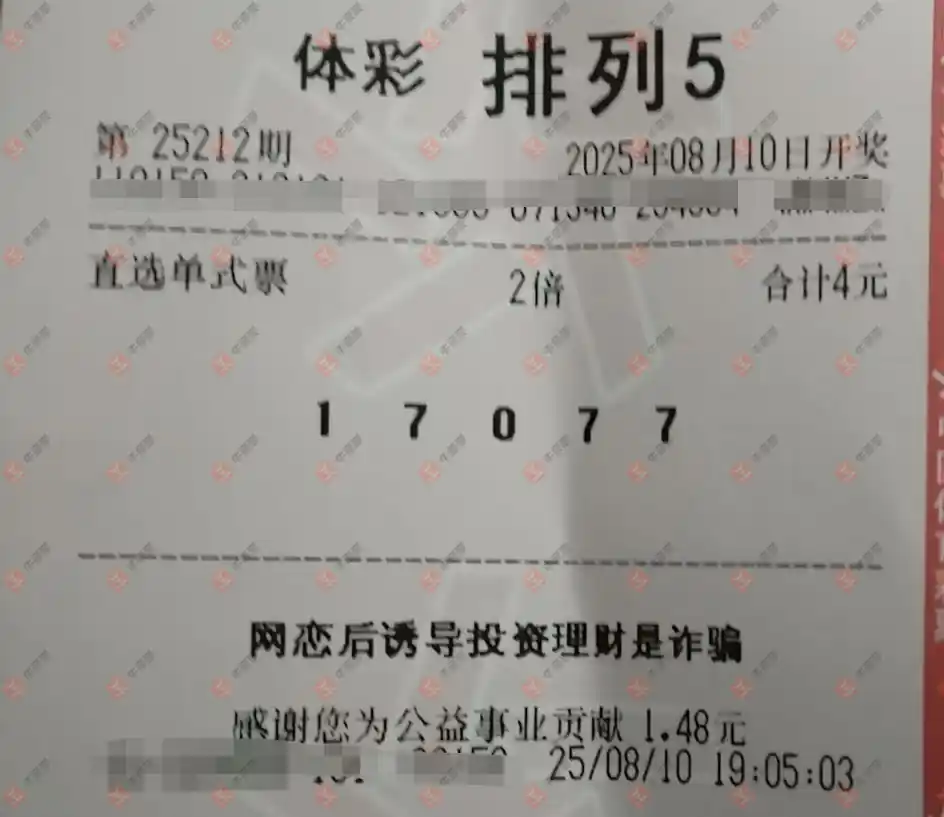 体彩 排列5
第 25212期 2025年08月10日开奖
直选单式票 2倍 合计4元
1 7 0 7 7
网恋后诱导投资理财是诈骗
感谢您为公益事业贡献 1.48元
25/08/10 19:05:03